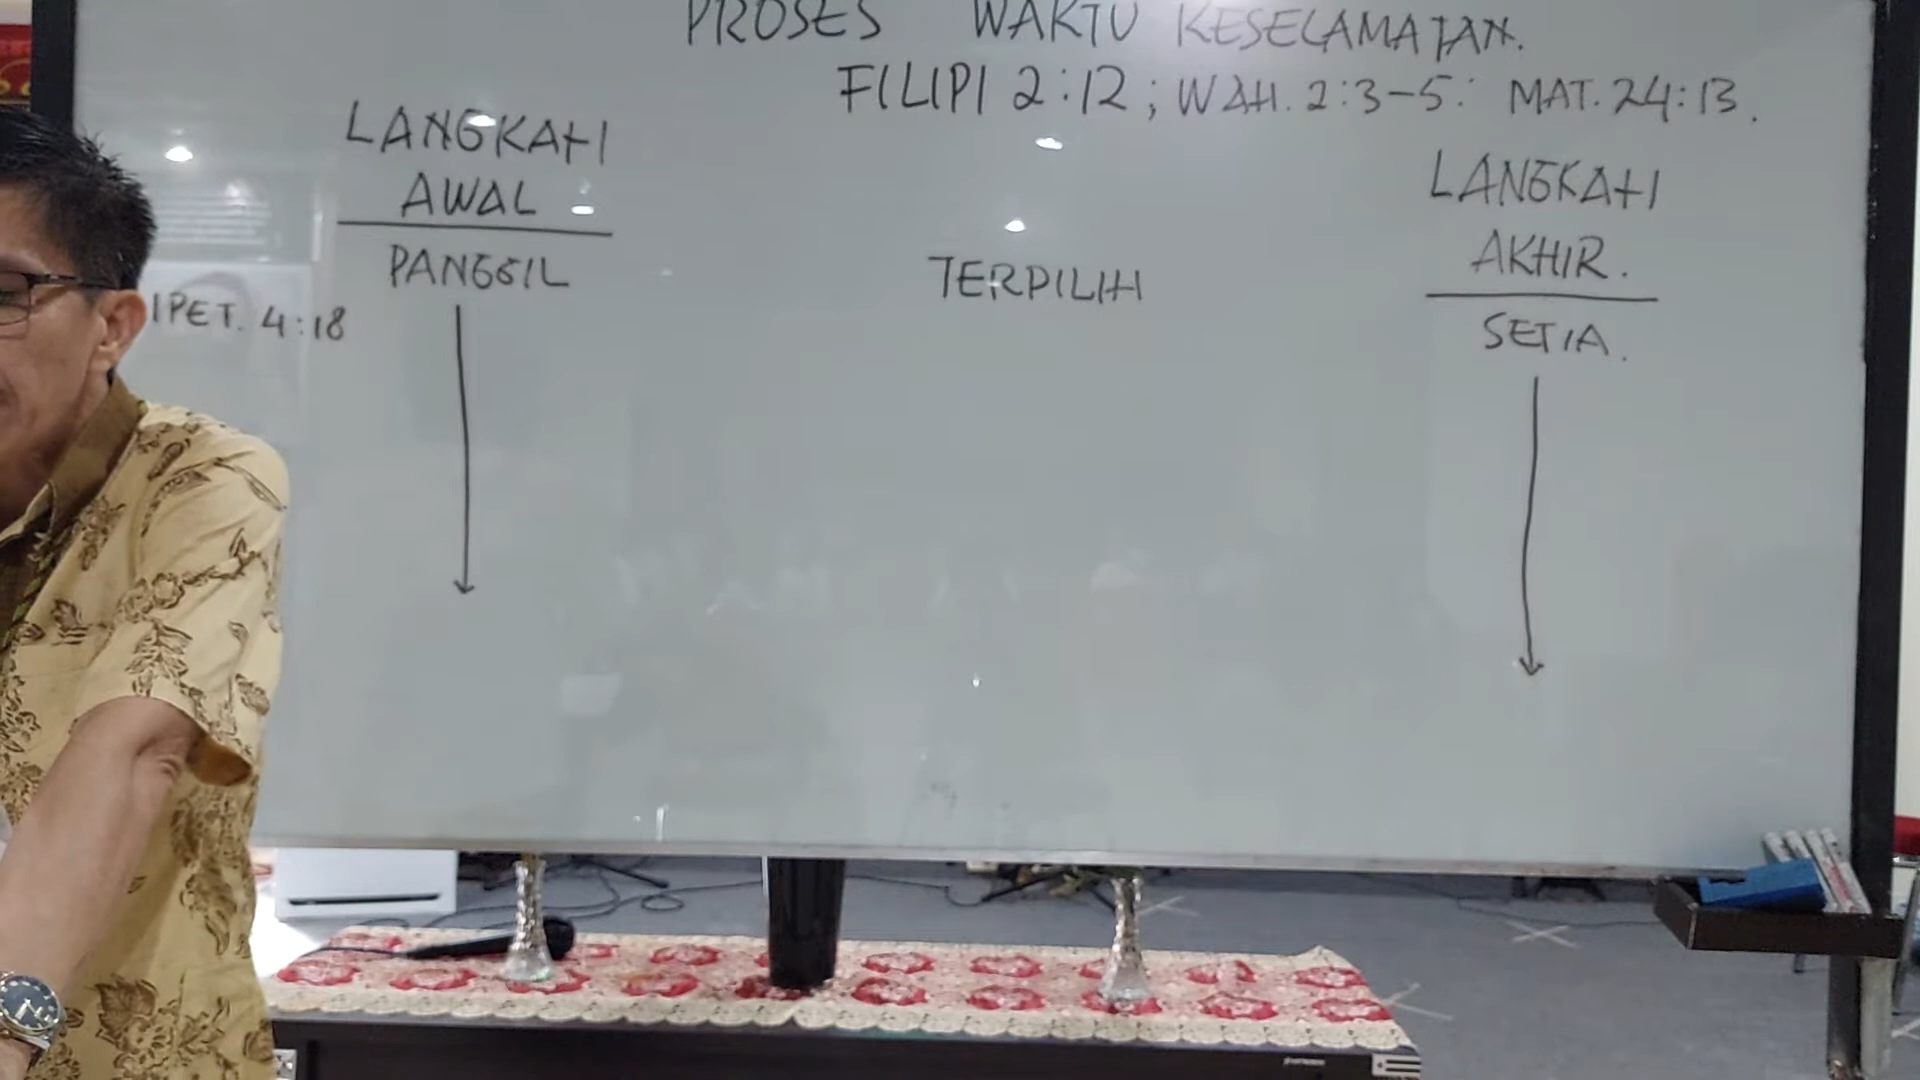 PROSES WAKTU KESELAMATAN.
FILIPI 2:12; WAH. 2:3-5: MAT. 24:13.
LANGKAH
AWAL
PANGGIL
1PET. 4:18
TERPILIH
LANGKAH
AKHIR.
SETIA.